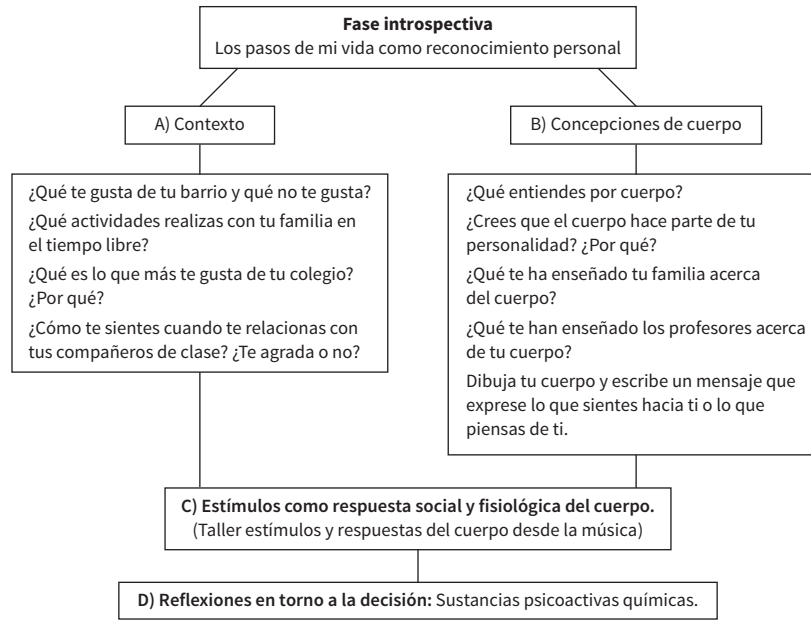 Fase introspectiva
Los pasos de mi vida como reconocimiento personal
A) Contexto
¿Qué te gusta de tu barrio y qué no te gusta?
¿Qué actividades realizas con tu familia en
el tiempo libre?
¿Qué es lo que más te gusta de tu colegio?
¿Por qué?
¿Cómo te sientes cuando te relacionas con
tus compañeros de clase? ¿Te agrada o no?
B) Concepciones de cuerpo
¿Qué entiendes por cuerpo?
¿Crees que el cuerpo hace parte de tu
personalidad? ¿Por qué?
¿Qué te ha enseñado tu familia acerca
del cuerpo?
¿Qué te han enseñado los profesores acerca
de tu cuerpo?
Dibuja tu cuerpo y escribe un mensaje que
exprese lo que sientes hacia ti o lo que
piensas de ti.
C) Estímulos como respuesta social y fisiológica del cuerpo.
(Taller estímulos y respuestas del cuerpo desde la música)
D) Reflexiones en torno a la decisión: Sustancias psicoactivas químicas.